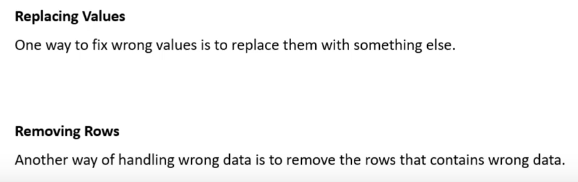 Replacing Values
One way to fix wrong values is to replace them with something else.
Removing Rows
Another way of handling wrong data is to remove the rows that contains wrong data.